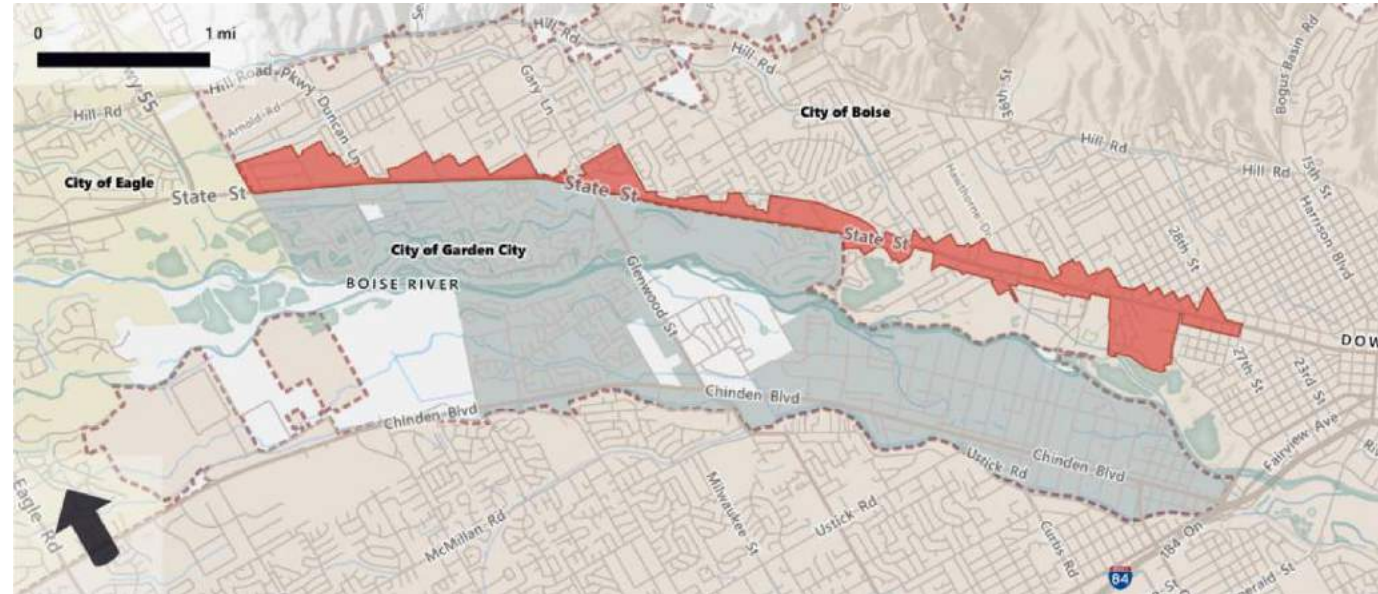 0 1 mi
Hill Rd
Hill Rd
Bogus Basin Rd
wy 55
Hill Road Pkwy
Duncan Ln
Gary Ln
36th St
City of Boise
Hill Rd
Arnold Rd
Hill Rd
Hill Rd
15th St
Harrison Blvd
City of Eagle
State St
State St
Hawthorne Dr
28th St
State St
City of Garden City
BOISE RIVER
Glenwood St
27th St
DOW
23rd St
Chinden Blvd
Chinden Blvd
Fairview Ave
Chinden Blvd
Ustick Rd
Eagle Rd
McMillan Rd
Milwaukee St
Ustick Rd
Curtis Rd
184 On
84